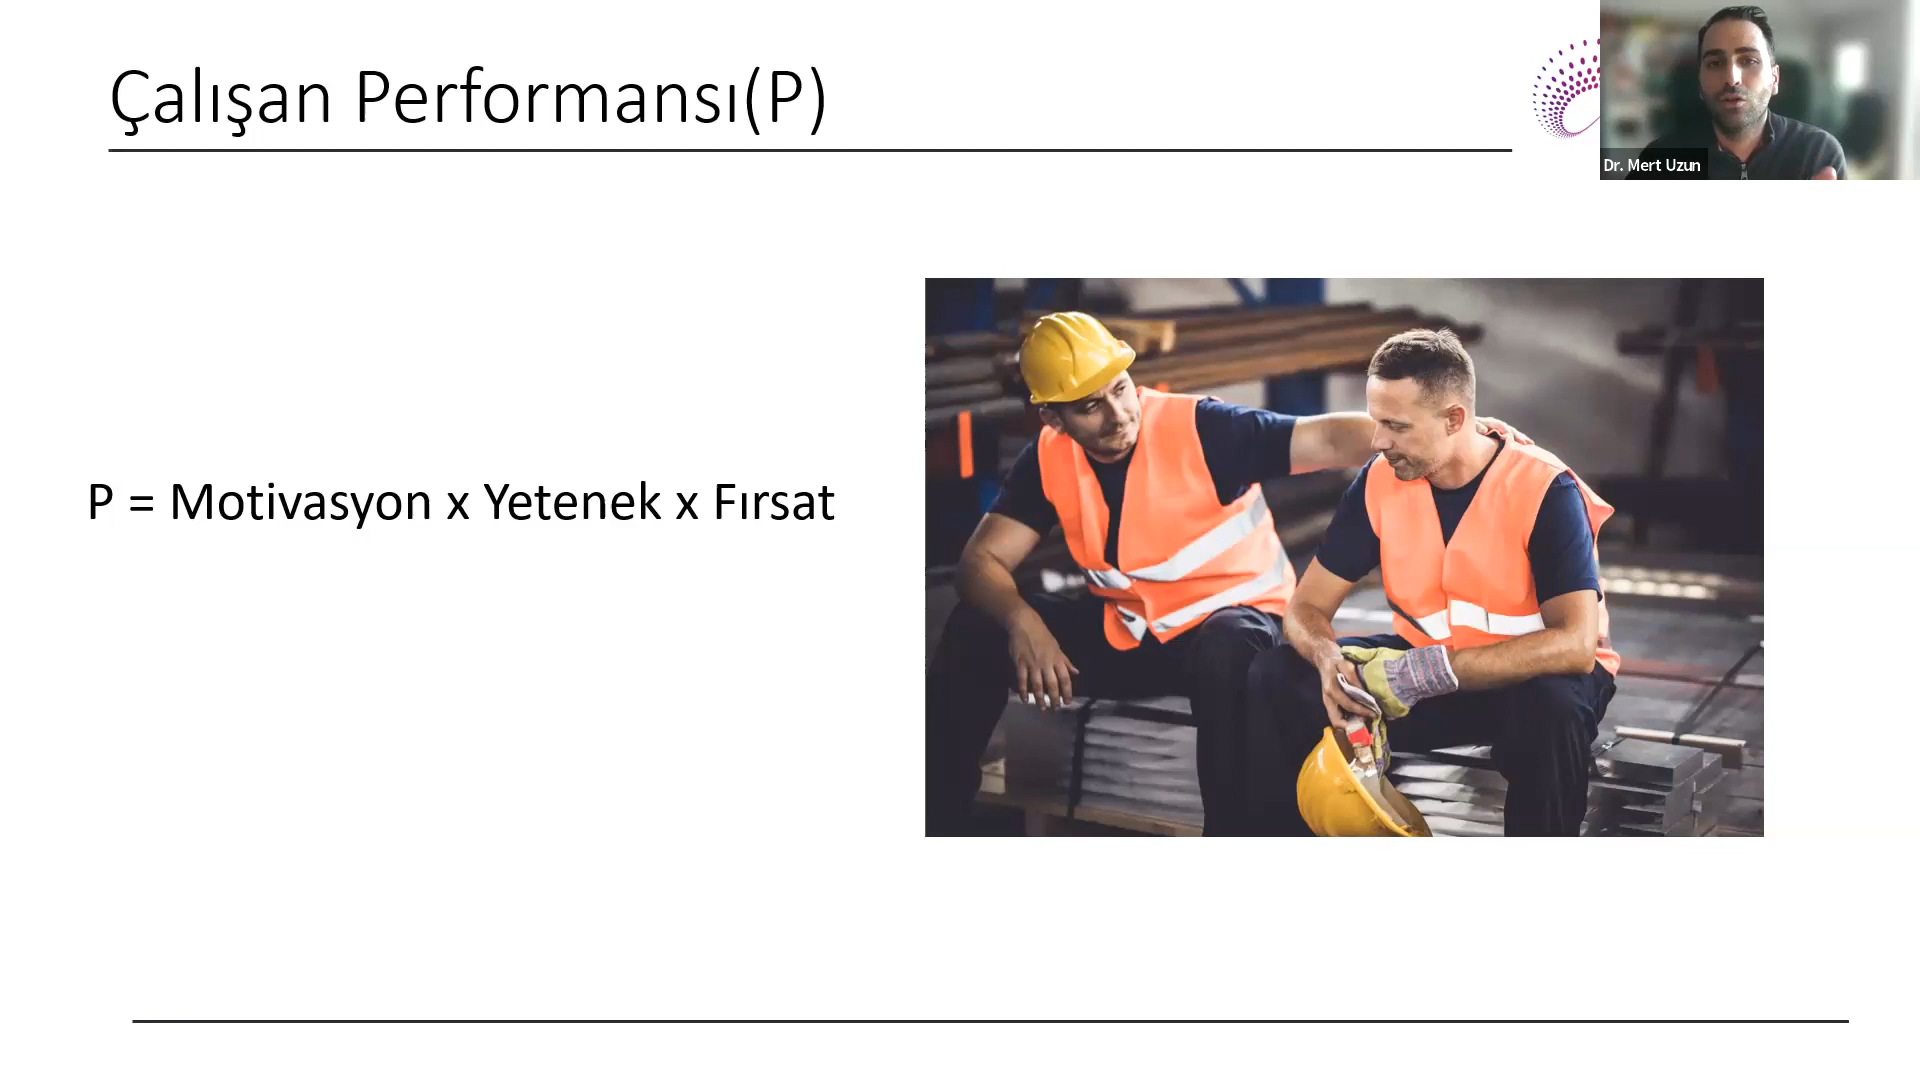 Çalışan Performansı(P)
Dr. Mert Uzun
P = Motivasyon x Yetenek x Fırsat